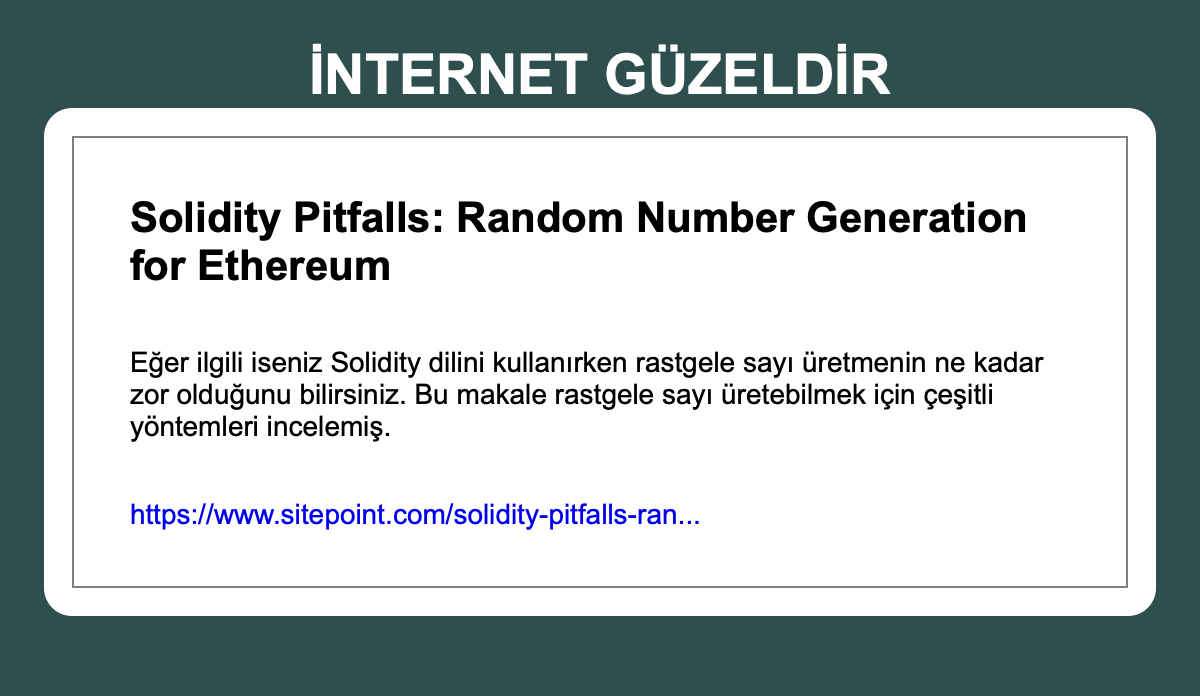 İNTERNET GÜZELDİR
Solidity Pitfalls: Random Number Generation
for Ethereum
Eğer ilgili iseniz Solidity dilini kullanırken rastgele sayı üretmenin ne kadar
zor olduğunu bilirsiniz. Bu makale rastgele sayı üretebilmek için çeşitli
yöntemleri incelemiş.
https://www.sitepoint.com/solidity-pitfalls-ran...